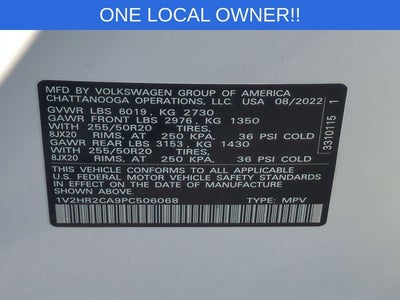 ONE LOCAL OWNER!!
MFD BY VOLKSWAGEN GROUP OF AMERICA
CHATTANOOGA OPERATIONS, LLC. USA 08/2022
GVWR LBS 6019, KG 2730
GAWR FRONT LBS 2976, KG 1350
WITH 255/50R20 TIRES,
8JX20 RIMS, AT 250 KPA, 36 PSI COLD
GAWR REAR LBS 3153, KG 1430
WITH 255/50R20 TIRES,
8JX20 RIMS, AT 250 KPA, 36 PSI COLD
THIS VEHICLE CONFORMS TO ALL APPLICABLE
U.S. FEDERAL MOTOR VEHICLE SAFETY STANDARDS
IN EFFECT ON THE DATE OF MANUFACTURE
SHOWN ABOVE.
1V2HR2CA9PC506068 TYPE: MPV
3310115 1